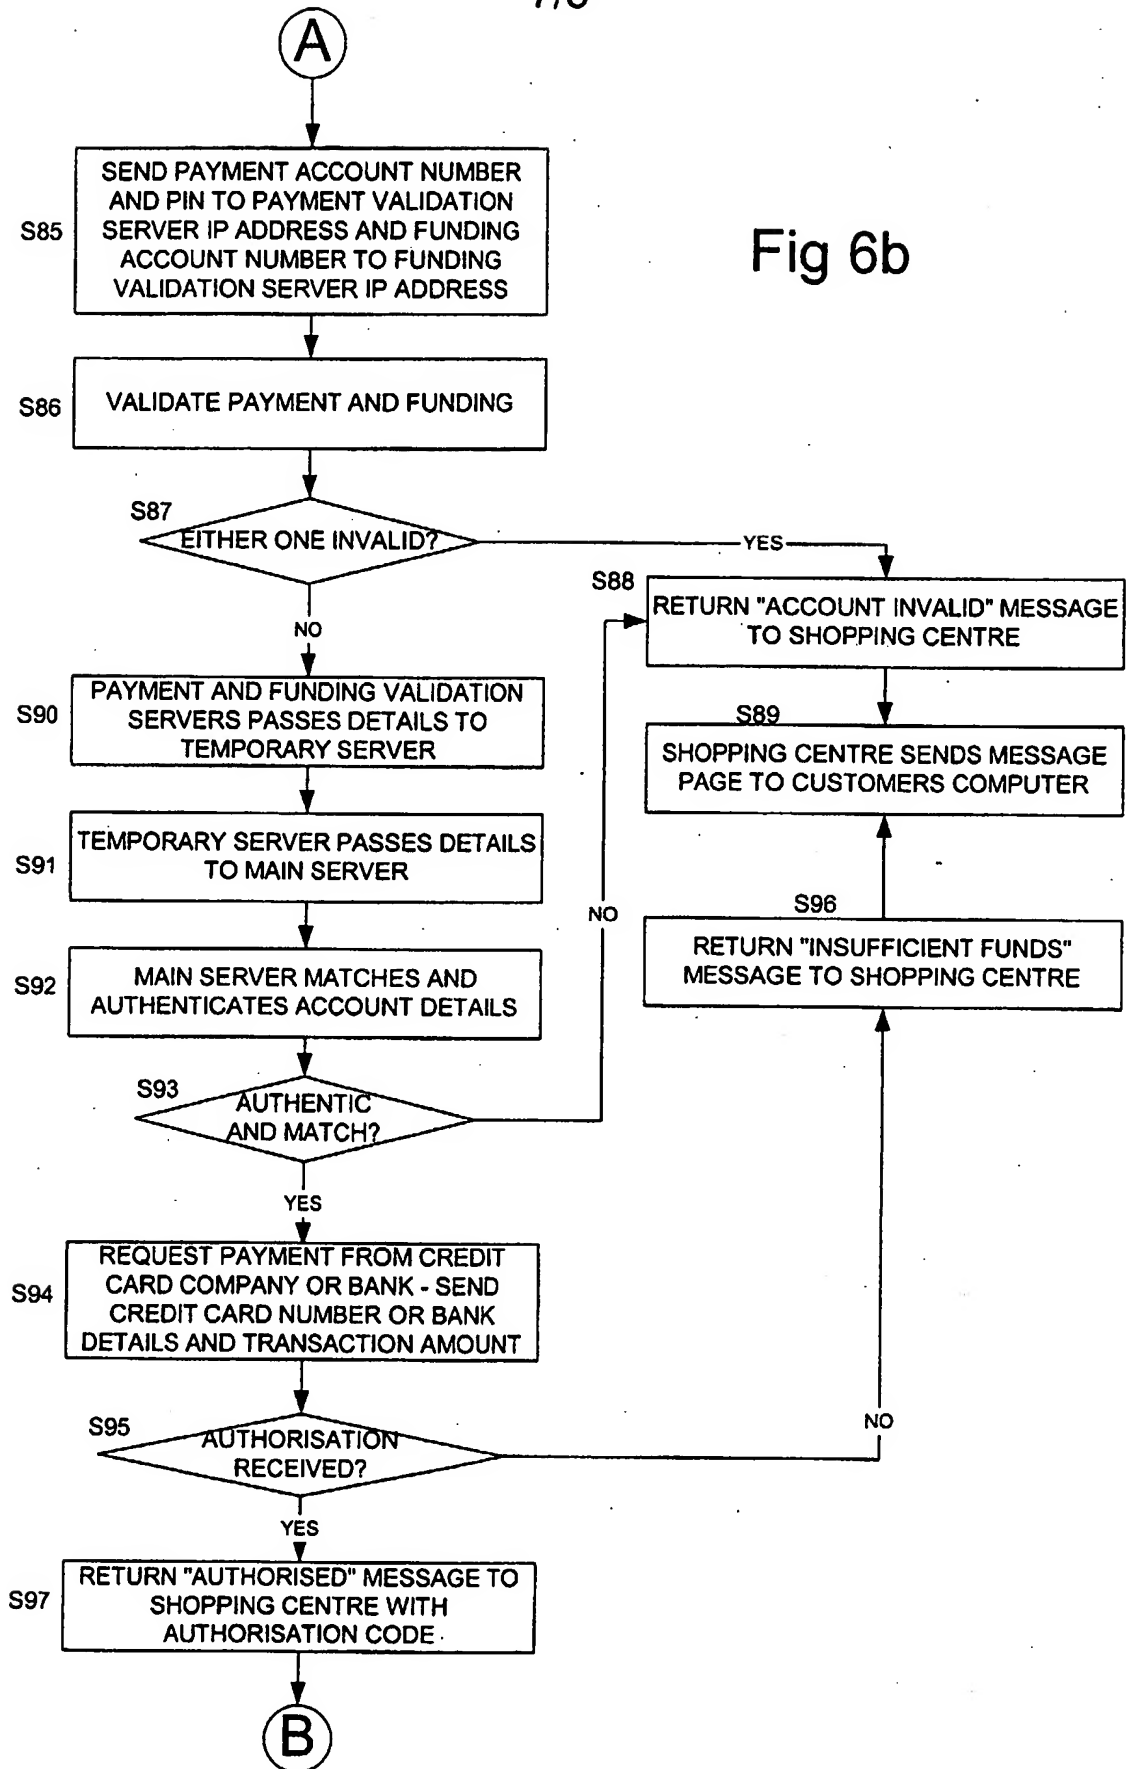 A
SEND PAYMENT ACCOUNT NUMBER
AND PIN TO PAYMENT VALIDATION
SERVER IP ADDRESS AND FUNDING
ACCOUNT NUMBER TO FUNDING
VALIDATION SERVER IP ADDRESS
S85
Fig 6b
S86
VALIDATE PAYMENT AND FUNDING
S87
EITHER ONE INVALID?
YES
NO
S88
RETURN "ACCOUNT INVALID" MESSAGE
TO SHOPPING CENTRE
S90
PAYMENT AND FUNDING VALIDATION
SERVERS PASSES DETAILS TO
TEMPORARY SERVER
S89
SHOPPING CENTRE SENDS MESSAGE
PAGE TO CUSTOMERS COMPUTER
S91
TEMPORARY SERVER PASSES DETAILS
TO MAIN SERVER
NO
S96
RETURN "INSUFFICIENT FUNDS"
MESSAGE TO SHOPPING CENTRE
S92
MAIN SERVER MATCHES AND
AUTHENTICATES ACCOUNT DETAILS
S93
AUTHENTIC
AND MATCH?
YES
S94
REQUEST PAYMENT FROM CREDIT
CARD COMPANY OR BANK - SEND
CREDIT CARD NUMBER OR BANK
DETAILS AND TRANSACTION AMOUNT
S95
AUTHORISATION
RECEIVED?
NO
YES
S97
RETURN "AUTHORISED" MESSAGE TO
SHOPPING CENTRE WITH
AUTHORISATION CODE
B